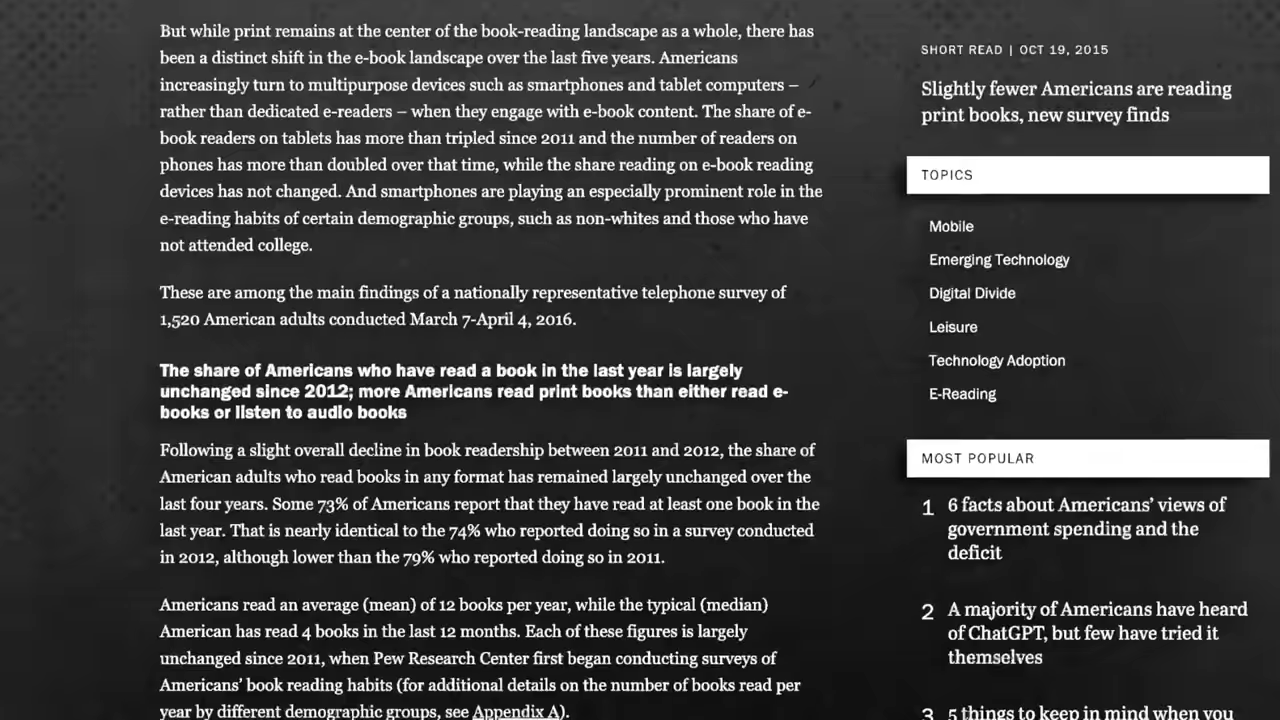 But while print remains at the center of the book-reading landscape as a whole, there has
been a distinct shift in the e-book landscape over the last five years. Americans
increasingly turn to multipurpose devices such as smartphones and tablet computers –
rather than dedicated e-readers – when they engage with e-book content. The share of e-
book readers on tablets has more than tripled since 2011 and the number of readers on
phones has more than doubled over that time, while the share reading on e-book reading
devices has not changed. And smartphones are playing an especially prominent role in the
e-reading habits of certain demographic groups, such as non-whites and those who have
not attended college.
These are among the main findings of a nationally representative telephone survey of
1,520 American adults conducted March 7-April 4, 2016.
The share of Americans who have read a book in the last year is largely
unchanged since 2012; more Americans read print books than either read e-
books or listen to audio books
Following a slight overall decline in book readership between 2011 and 2012, the share of
American adults who read books in any format has remained largely unchanged over the
last four years. Some 73% of Americans report that they have read at least one book in the
last year. That is nearly identical to the 74% who reported doing so in a survey conducted
in 2012, although lower than the 79% who reported doing so in 2011.
Americans read an average (mean) of 12 books per year, while the typical (median)
American has read 4 books in the last 12 months. Each of these figures is largely
unchanged since 2011, when Pew Research Center first began conducting surveys of
Americans' book reading habits (for additional details on the number of books read per
year by different demographic groups, see Appendix A).
SHORT READ | OCT 19, 2015
Slightly fewer Americans are reading
print books, new survey finds
TOPICS
Mobile
Emerging Technology
Digital Divide
Leisure
Technology Adoption
E-Reading
MOST POPULAR
1 6 facts about Americans' views of
government spending and the
deficit
2 A majority of Americans have heard
of ChatGPT, but few have tried it
themselves
3 5 things to keep in mind when you